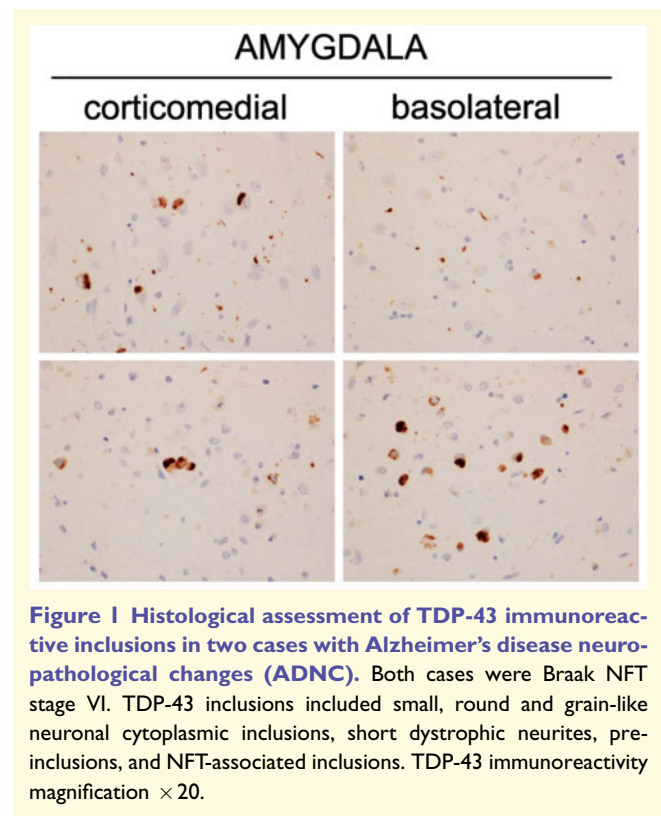 AMYGDALA
corticomedial basolateral
Figure 1 Histological assessment of TDP-43 immunoreac-
tive inclusions in two cases with Alzheimer's disease neuro-
pathological changes (ADNC). Both cases were Braak NFT
stage VI. TDP-43 inclusions included small, round and grain-like
neuronal cytoplasmic inclusions, short dystrophic neurites, pre-
inclusions, and NFT-associated inclusions. TDP-43 immunoreactivity
magnification ×20.